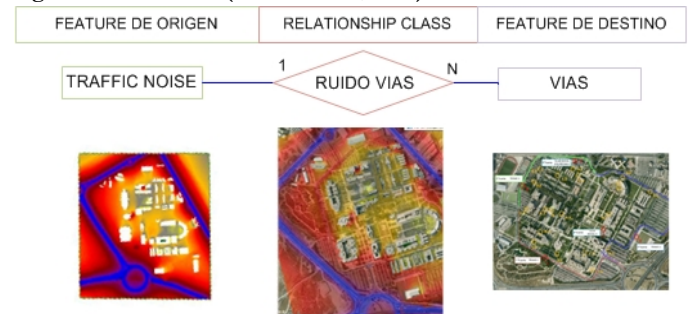 FEATURE DE ORIGEN
RELATIONSHIP CLASS
FEATURE DE DESTINO
TRAFFIC NOISE
1
RUIDO VIAS
N
VIAS